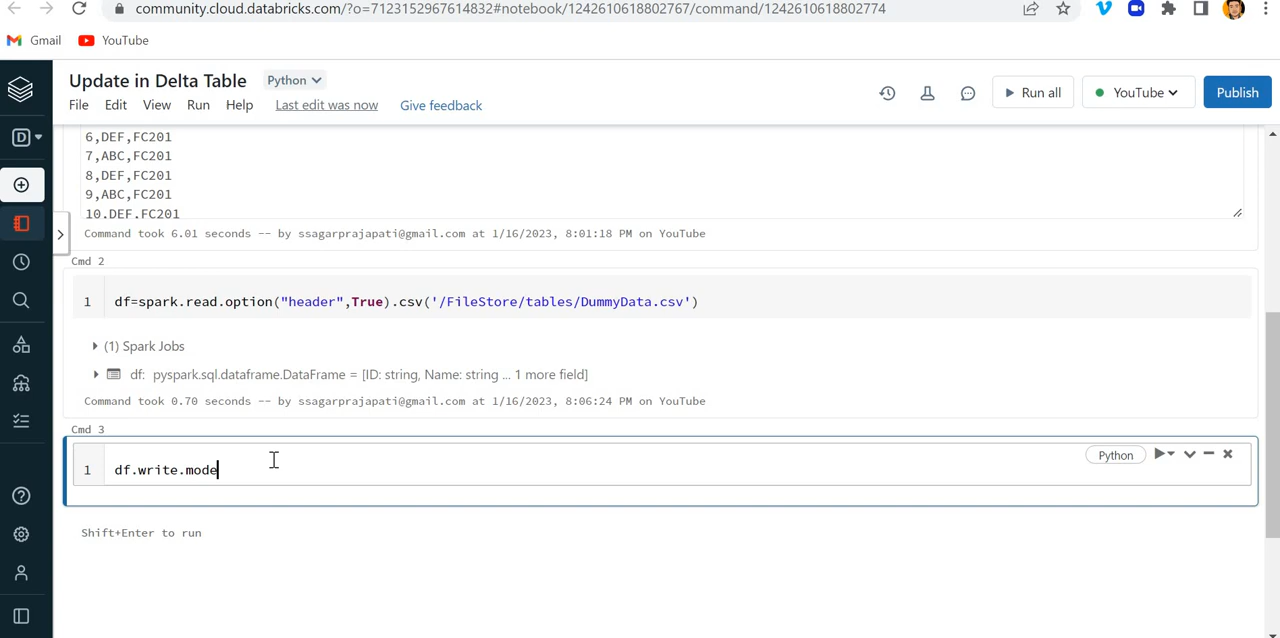 community.cloud.databricks.com/?o=7123152967614832#notebook/1242610618802767/command/1242610618802774
Gmail YouTube
Update in Delta Table Python
File Edit View Run Help Last edit was now Give feedback
Run all YouTube Publish
D
6,DEF,FC201
7,ABC,FC201
8,DEF,FC201
9,ABC,FC201
10,DEF,FC201
Command took 6.01 seconds -- by ssagarprajapati@gmail.com at 1/16/2023, 8:01:18 PM on YouTube
Cmd 2
1 df=spark.read.option("header",True).csv('/FileStore/tables/DummyData.csv')
(1) Spark Jobs
df: pyspark.sql.dataframe.DataFrame = [ID: string, Name: string ... 1 more field]
Command took 0.70 seconds -- by ssagarprajapati@gmail.com at 1/16/2023, 8:06:24 PM on YouTube
Cmd 3
Python
1 df.write.mode
Shift+Enter to run